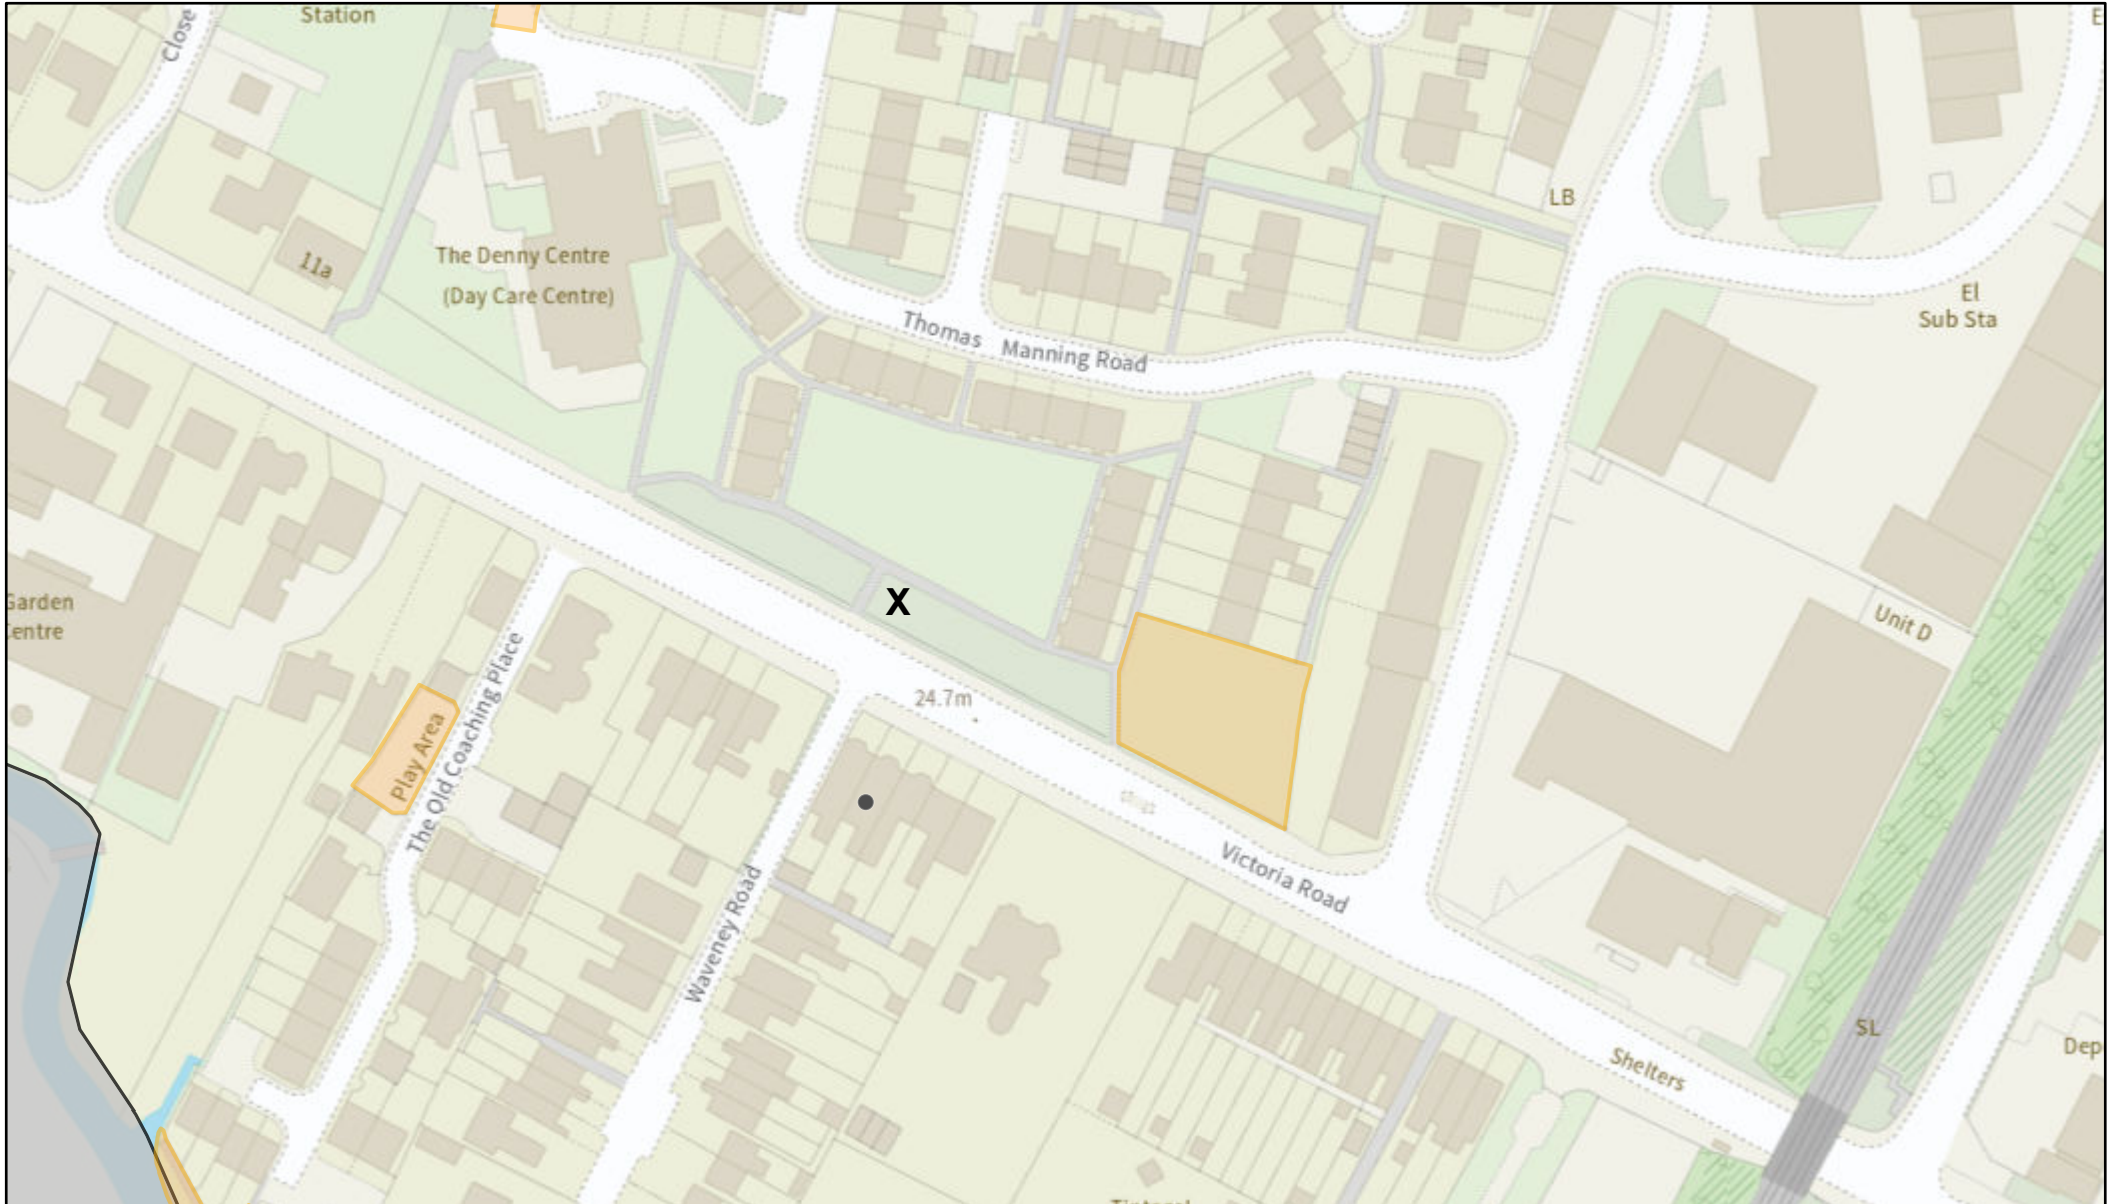 Station
Close
LB
11a
The Denny Centre
(Day Care Centre)
El
Sub Sta
Thomas Manning Road
X
Garden
Centre
Unit D
24.7m
Play Area
The Old Coaching Place
Victoria Road
Waveney Road
SL
Shelters
Dep